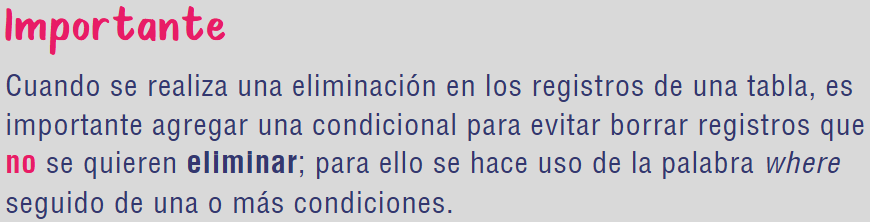 Importante
Cuando se realiza una eliminación en los registros de una tabla, es
importante agregar una condicional para evitar borrar registros que
no se quieren eliminar; para ello se hace uso de la palabra where
seguido de una o más condiciones.